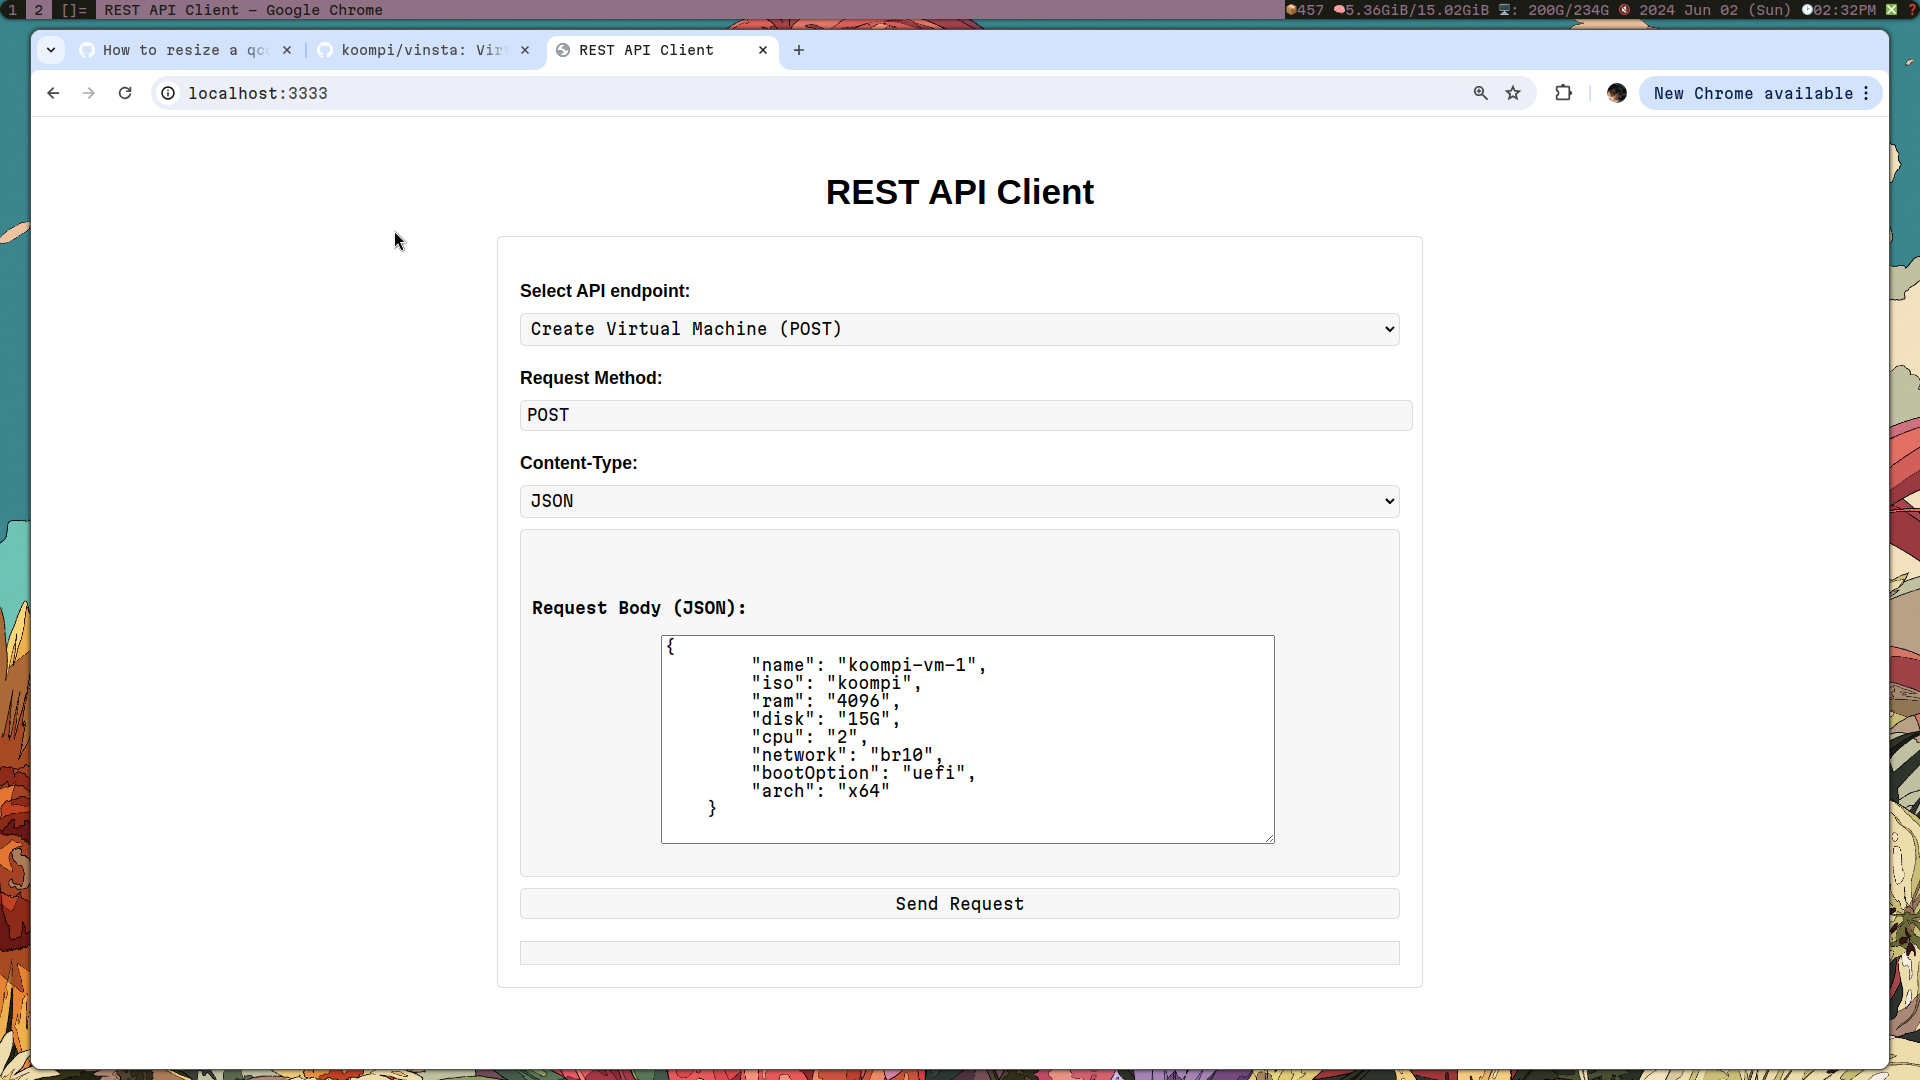 1 2 []= REST API Client – Google Chrome
457 5.36GiB/15.02GiB : 200G/234G 2024 Jun 02 (Sun) 02:32PM
How to resize a qc
koompi/vinsta: Vir
REST API Client
localhost:3333
New Chrome available
REST API Client
Select API endpoint:
Create Virtual Machine (POST)
Request Method:
POST
Content-Type:
JSON
Request Body (JSON):
{
"name": "koompi-vm-1",
"iso": "koompi",
"ram": "4096",
"disk": "15G",
"cpu": "2",
"network": "br10",
"bootOption": "uefi",
"arch": "x64"
}
Send Request